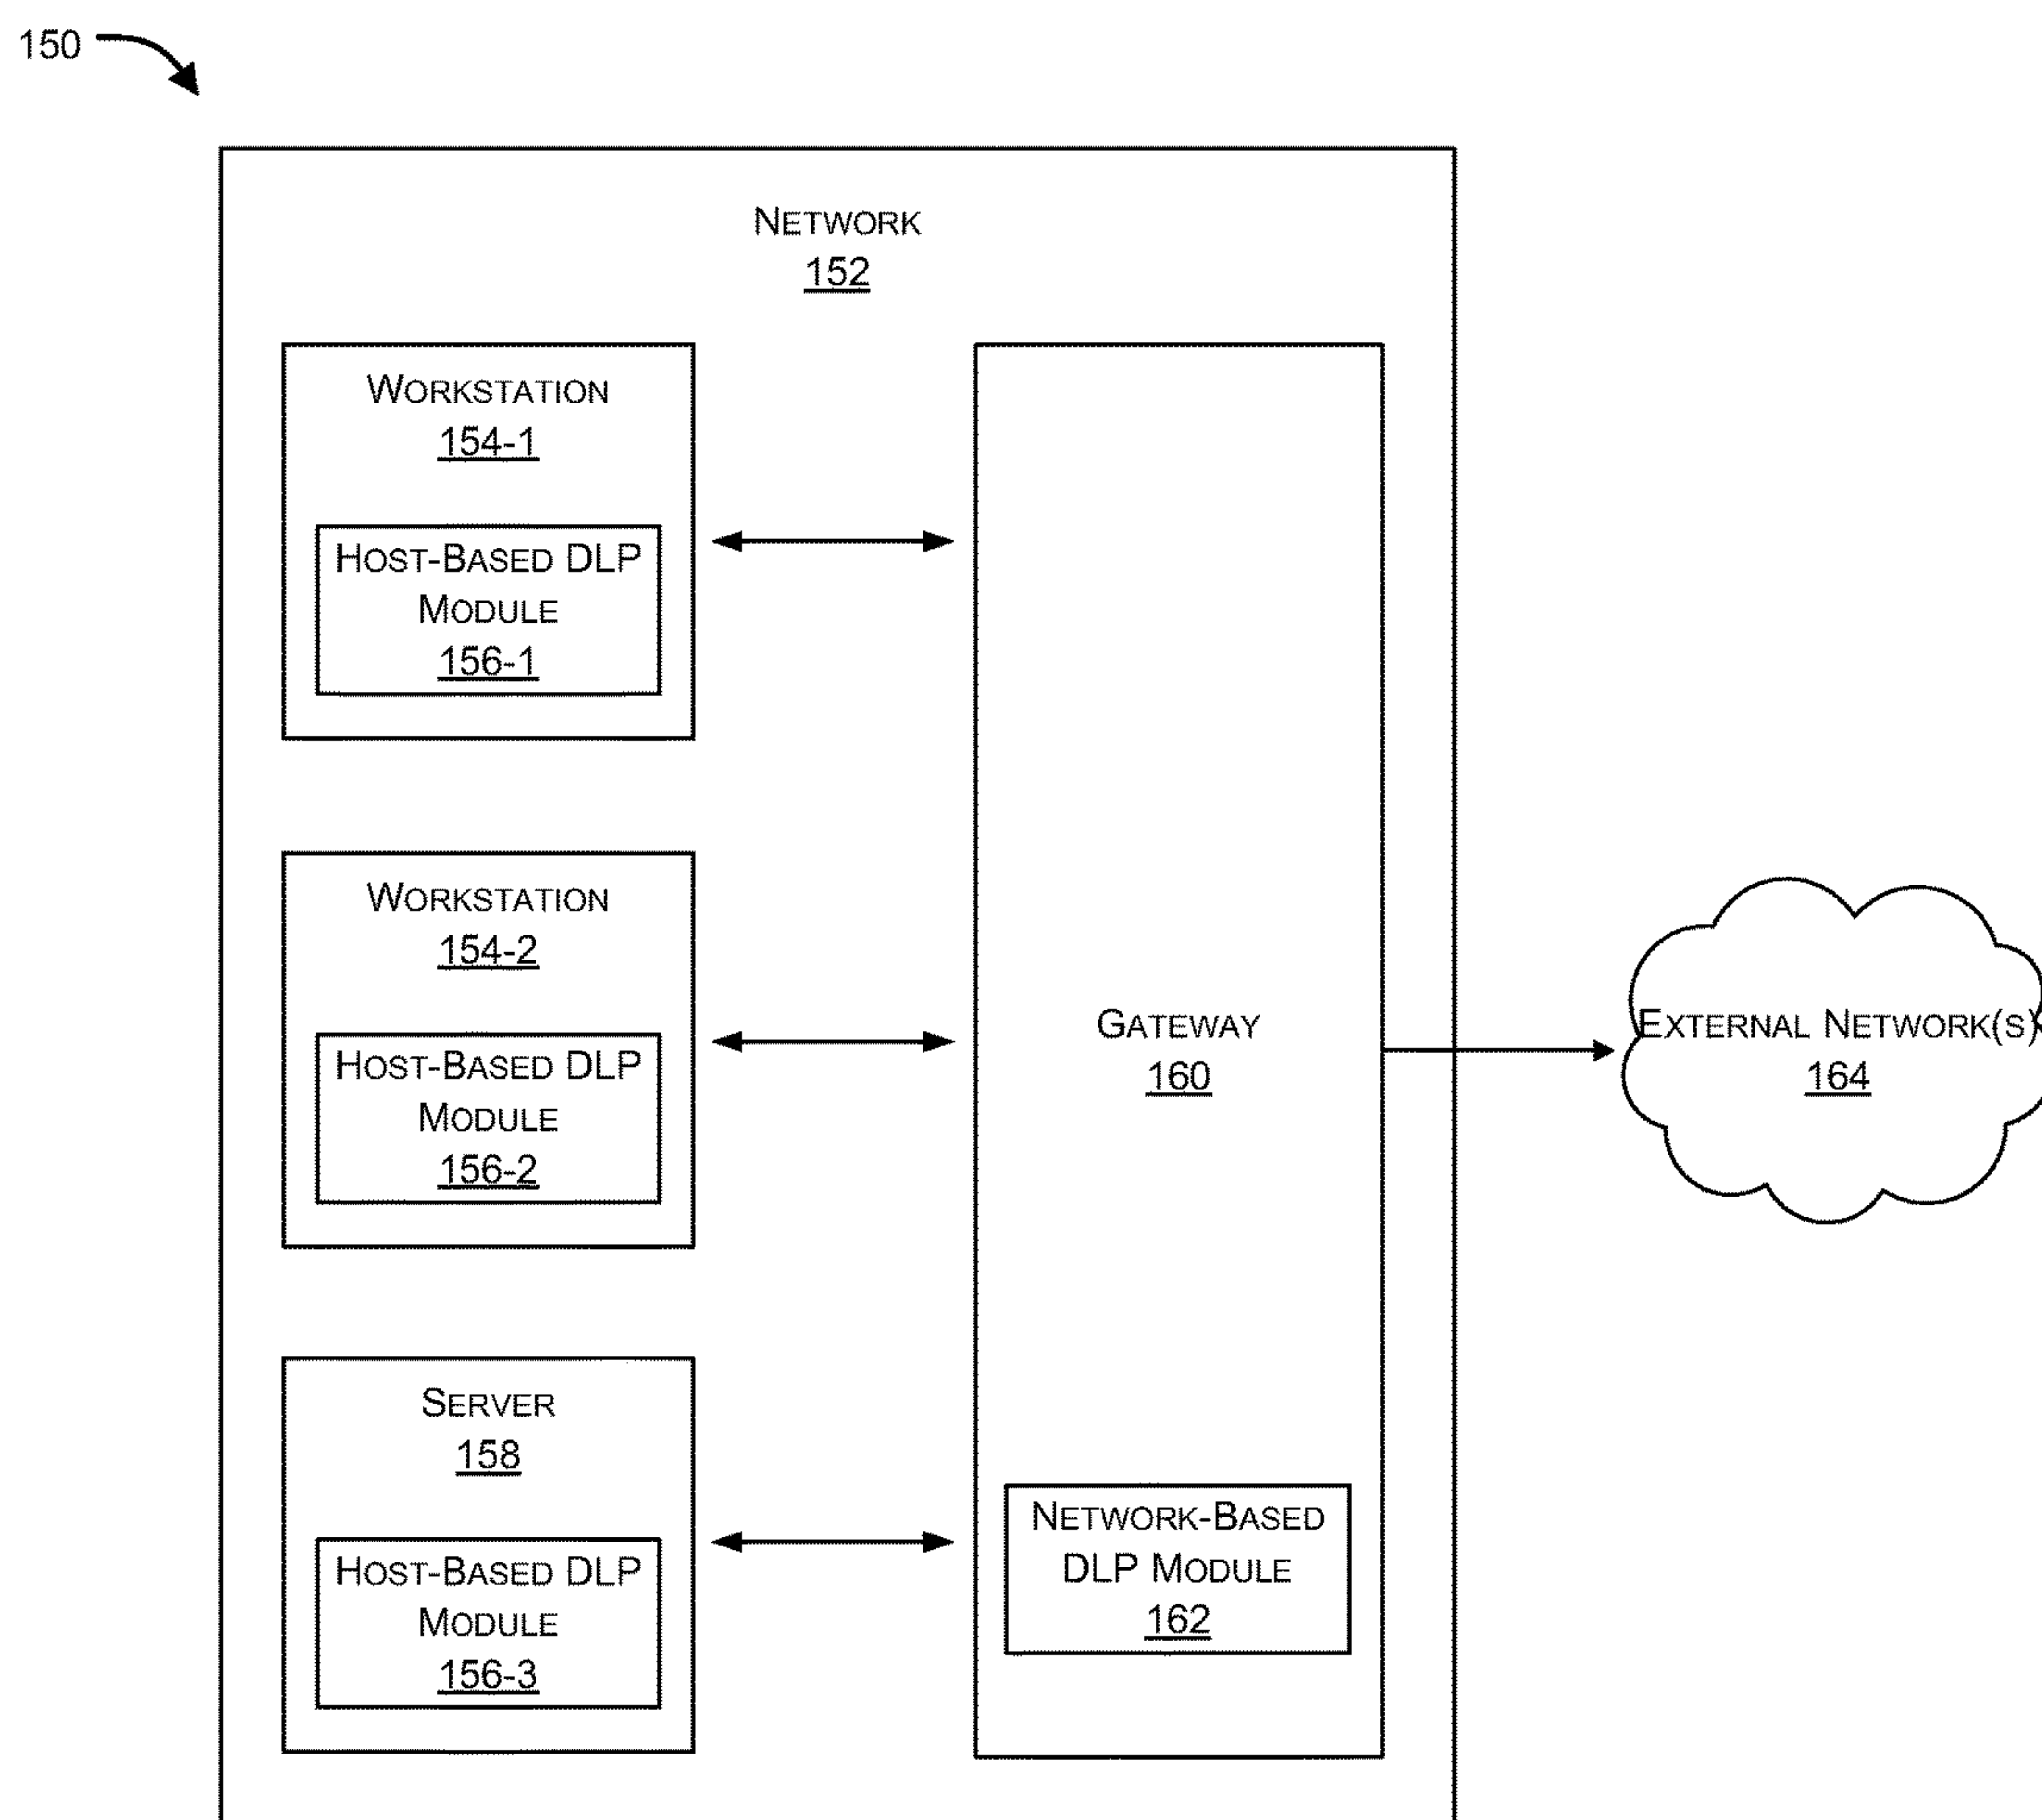 150
NETWORK
152
WORKSTATION
154-1
HOST-BASED DLP
MODULE
156-1
WORKSTATION
154-2
HOST-BASED DLP
MODULE
156-2
SERVER
158
HOST-BASED DLP
MODULE
156-3
GATEWAY
160
NETWORK-BASED
DLP MODULE
162
EXTERNAL NETWORK(S)
164